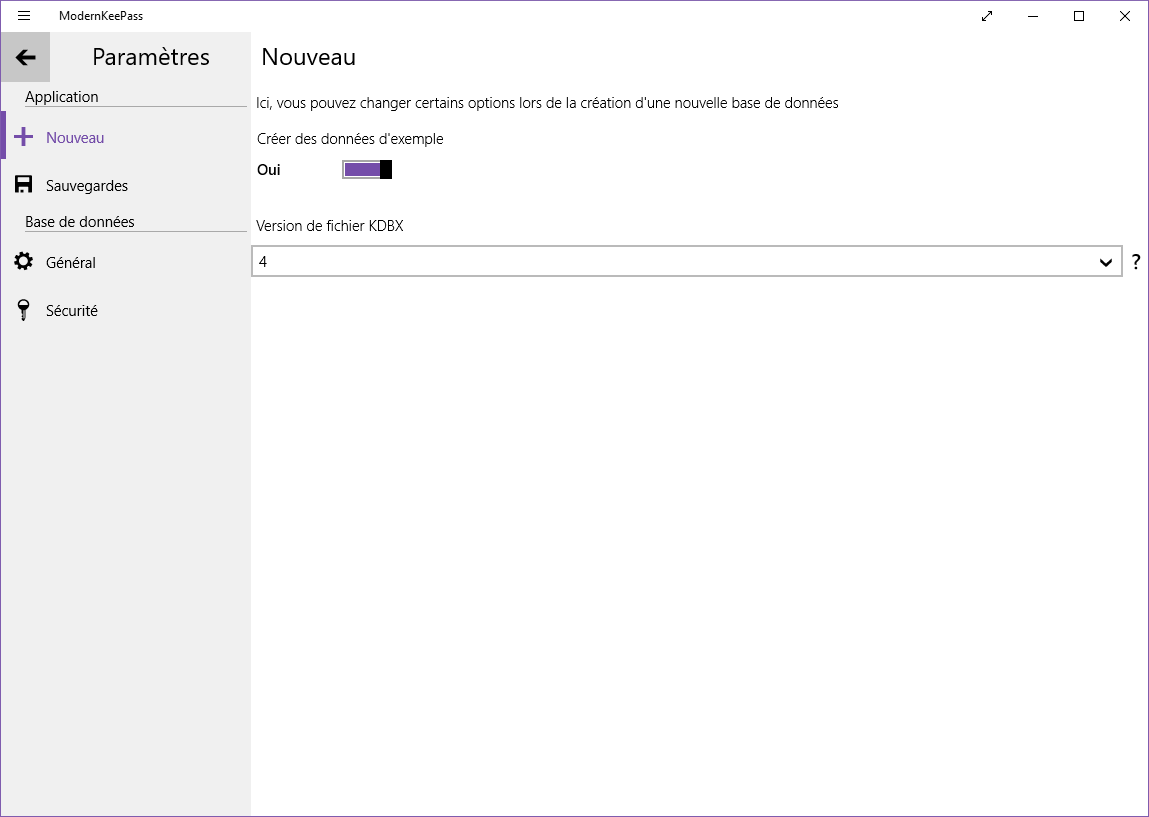 ModernKeePass
Paramètres
Application
Nouveau
Sauvegardes
Base de données
Général
Sécurité
Nouveau
Ici, vous pouvez changer certains options lors de la création d'une nouvelle base de données
Créer des données d'exemple
Oui
Version de fichier KDBX
4
?